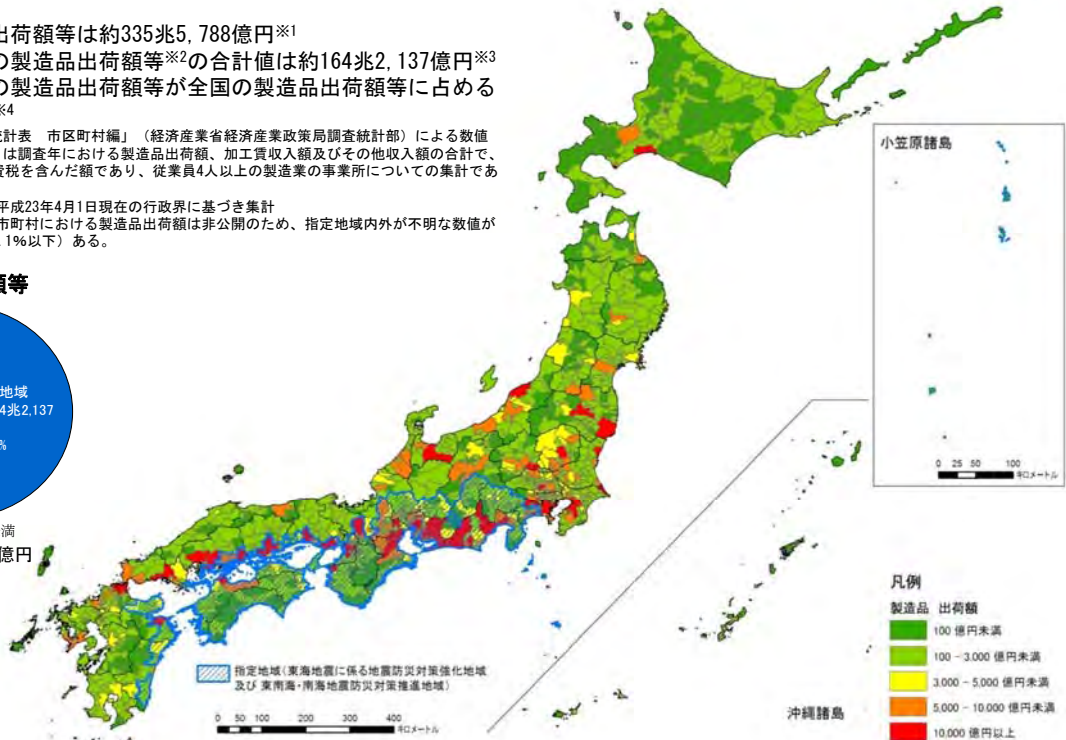 出荷額等は約335兆5,788億円※1
の製造品出荷額等※2の合計値は約164兆2,137億円※3
の製造品出荷額等が全国の製造品出荷額等に占める
※4
統計表 市区町村編」(経済産業省経済産業政策局調査統計部)による数値
は調査年における製造品出荷額、加工賃収入額及びその他収入額の合計で、
費税を含んだ額であり、従業員4人以上の製造業の事業所についての集計であ
平成23年4月1日現在の行政界に基づき集計
市町村における製造品出荷額は非公開のため、指定地域内外が不明な数値が
1%以下)ある。
額等
地域
4兆2,137
%
満
億円
小笠原諸島
0 25 50 100
キロメートル
指定地域(東海地震に係る地震防災対策強化地域
及び 東南海・南海地震防災対策推進地域)
0 50 100 200 300 400
キロメートル
沖縄諸島
凡例
製造品 出荷額
100 億円未満
100 - 3,000 億円未満
3,000 - 5,000 億円未満
5,000 - 10,000 億円未満
10,000 億円以上